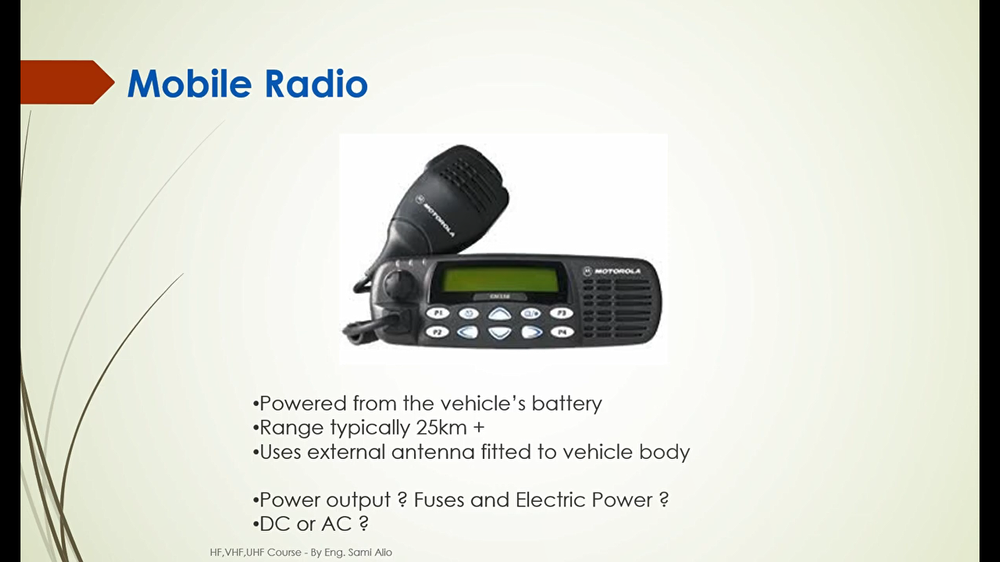 Mobile Radio
MOTOROLA
MOTOROLA
P1
P3
P2
P4
•Powered from the vehicle’s battery
•Range typically 25km +
•Uses external antenna fitted to vehicle body
•Power output ? Fuses and Electric Power ?
•DC or AC ?
HF,VHF,UHF Course - By Eng. Sami Alio